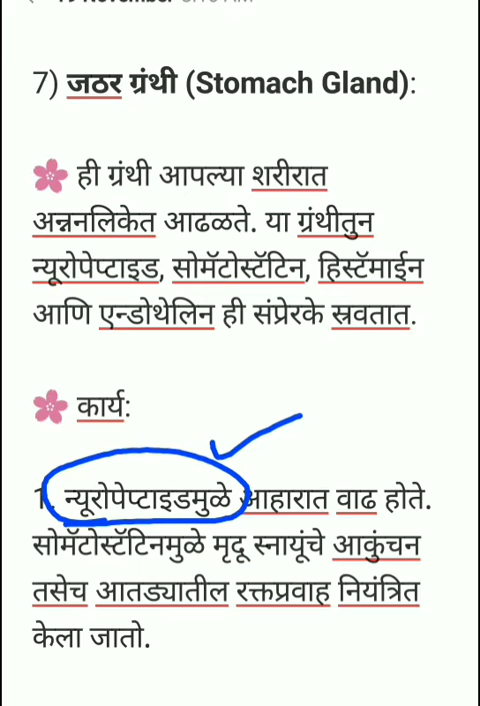 7) जठर ग्रंथी (Stomach Gland):
ही ग्रंथी आपल्या शरीरात
अन्ननलिकेत आढळते. या ग्रंथीतुन
न्यूरोपेप्टाइड, सोमॅटोस्टॅटिन, हिस्टॅमाईन
आणि एन्डोथेलिन ही संप्रेरके स्रवतात.
कार्य:
1. न्यूरोपेप्टाइडमुळे आहारात वाढ होते.
सोमॅटोस्टॅटिनमुळे मृदू स्नायूंचे आकुंचन
तसेच आतड्यातील रक्तप्रवाह नियंत्रित
केला जातो.